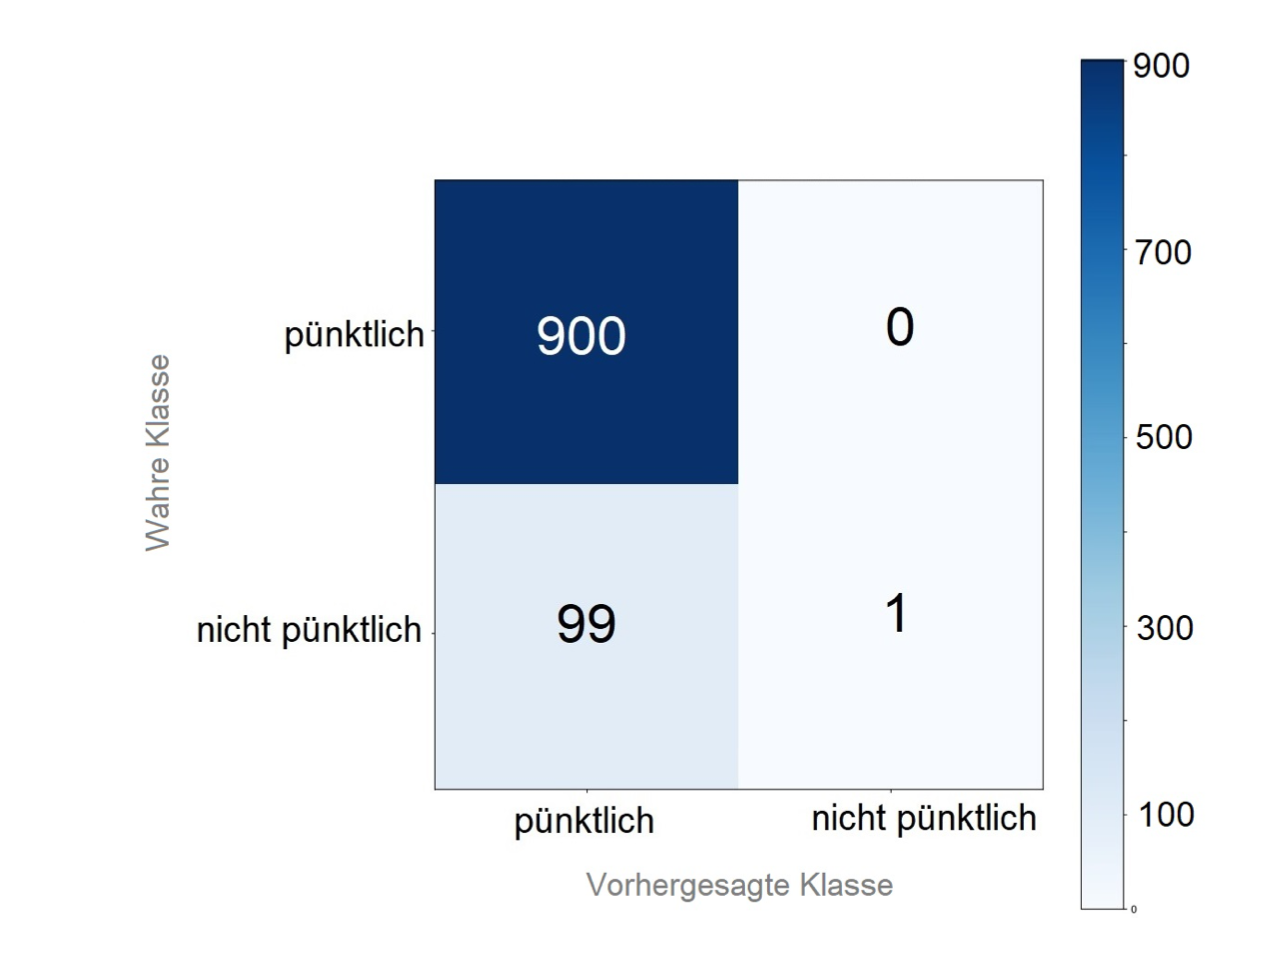 900
700
500
300
100
0
Wahre Klasse
pünktlich
900
0
nicht pünktlich
99
1
pünktlich
nicht pünktlich
Vorhergesagte Klasse